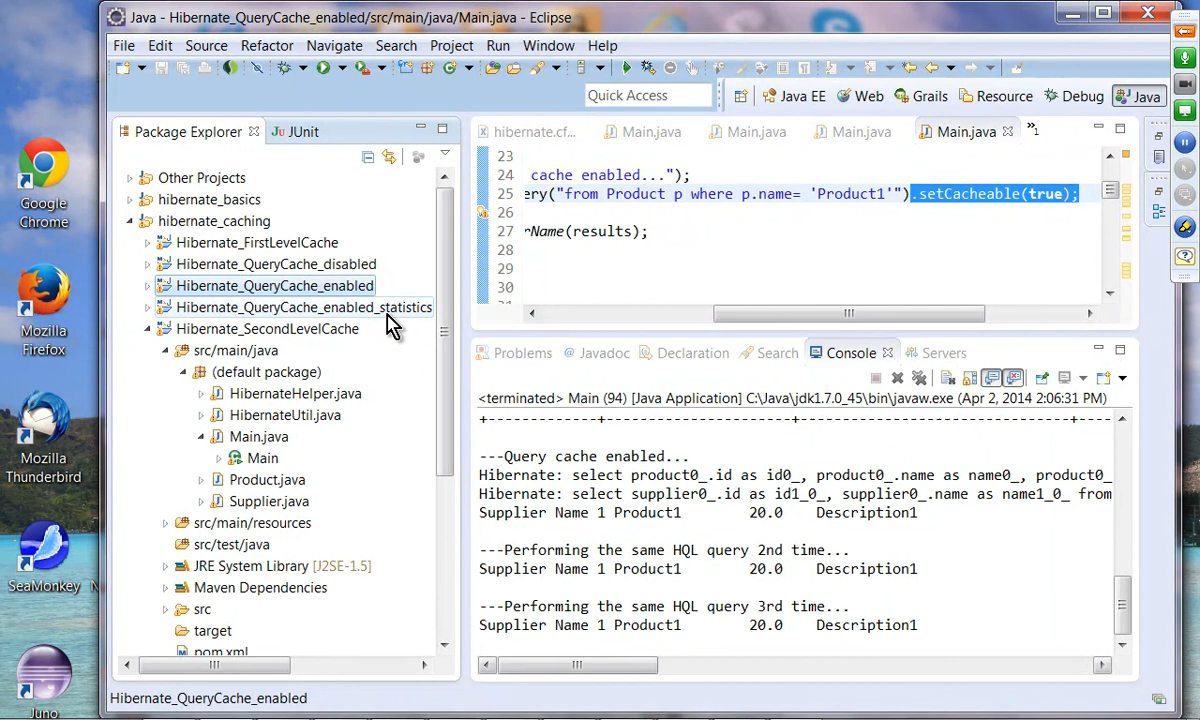 Java - Hibernate_QueryCache_enabled/src/main/java/Main.java - Eclipse
File Edit Source Refactor Navigate Search Project Run Window Help
Quick Access
Java EE Web Grails Resource Debug Java
Package Explorer JUnit
hibernate.cf... Main.java Main.java Main.java Main.java 1
Other Projects
hibernate_basics
hibernate_caching
Hibernate_FirstLevelCache
Hibernate_QueryCache_disabled
Hibernate_QueryCache_enabled
Hibernate_QueryCache_enabled_statistics
Hibernate_SecondLevelCache
src/main/java
(default package)
HibernateHelper.java
HibernateUtil.java
Main.java
Main
Product.java
Supplier.java
src/main/resources
src/test/java
JRE System Library [J2SE-1.5]
Maven Dependencies
src
target
pom.xml
23
24 cache enabled...");
25 ery("from Product p where p.name= 'Product1'").setCacheable(true);
26
27 rName(results);
28
29
30
Problems Javadoc Declaration Search Console Servers
<terminated> Main (94) [Java Application] C:\Java\jdk1.7.0_45\bin\javaw.exe (Apr 2, 2014 2:06:31 PM)
---Query cache enabled...
Hibernate: select product0_.id as id0_, product0_.name as name0_, product0_
Hibernate: select supplier0_.id as id1_0_, supplier0_.name as name1_0_ from
Supplier Name 1 Product1 20.0 Description1
---Performing the same HQL query 2nd time...
Supplier Name 1 Product1 20.0 Description1
---Performing the same HQL query 3rd time...
Supplier Name 1 Product1 20.0 Description1
Hibernate_QueryCache_enabled
Google
Chrome
Mozilla
Firefox
Mozilla
Thunderbird
SeaMonkey
Juno